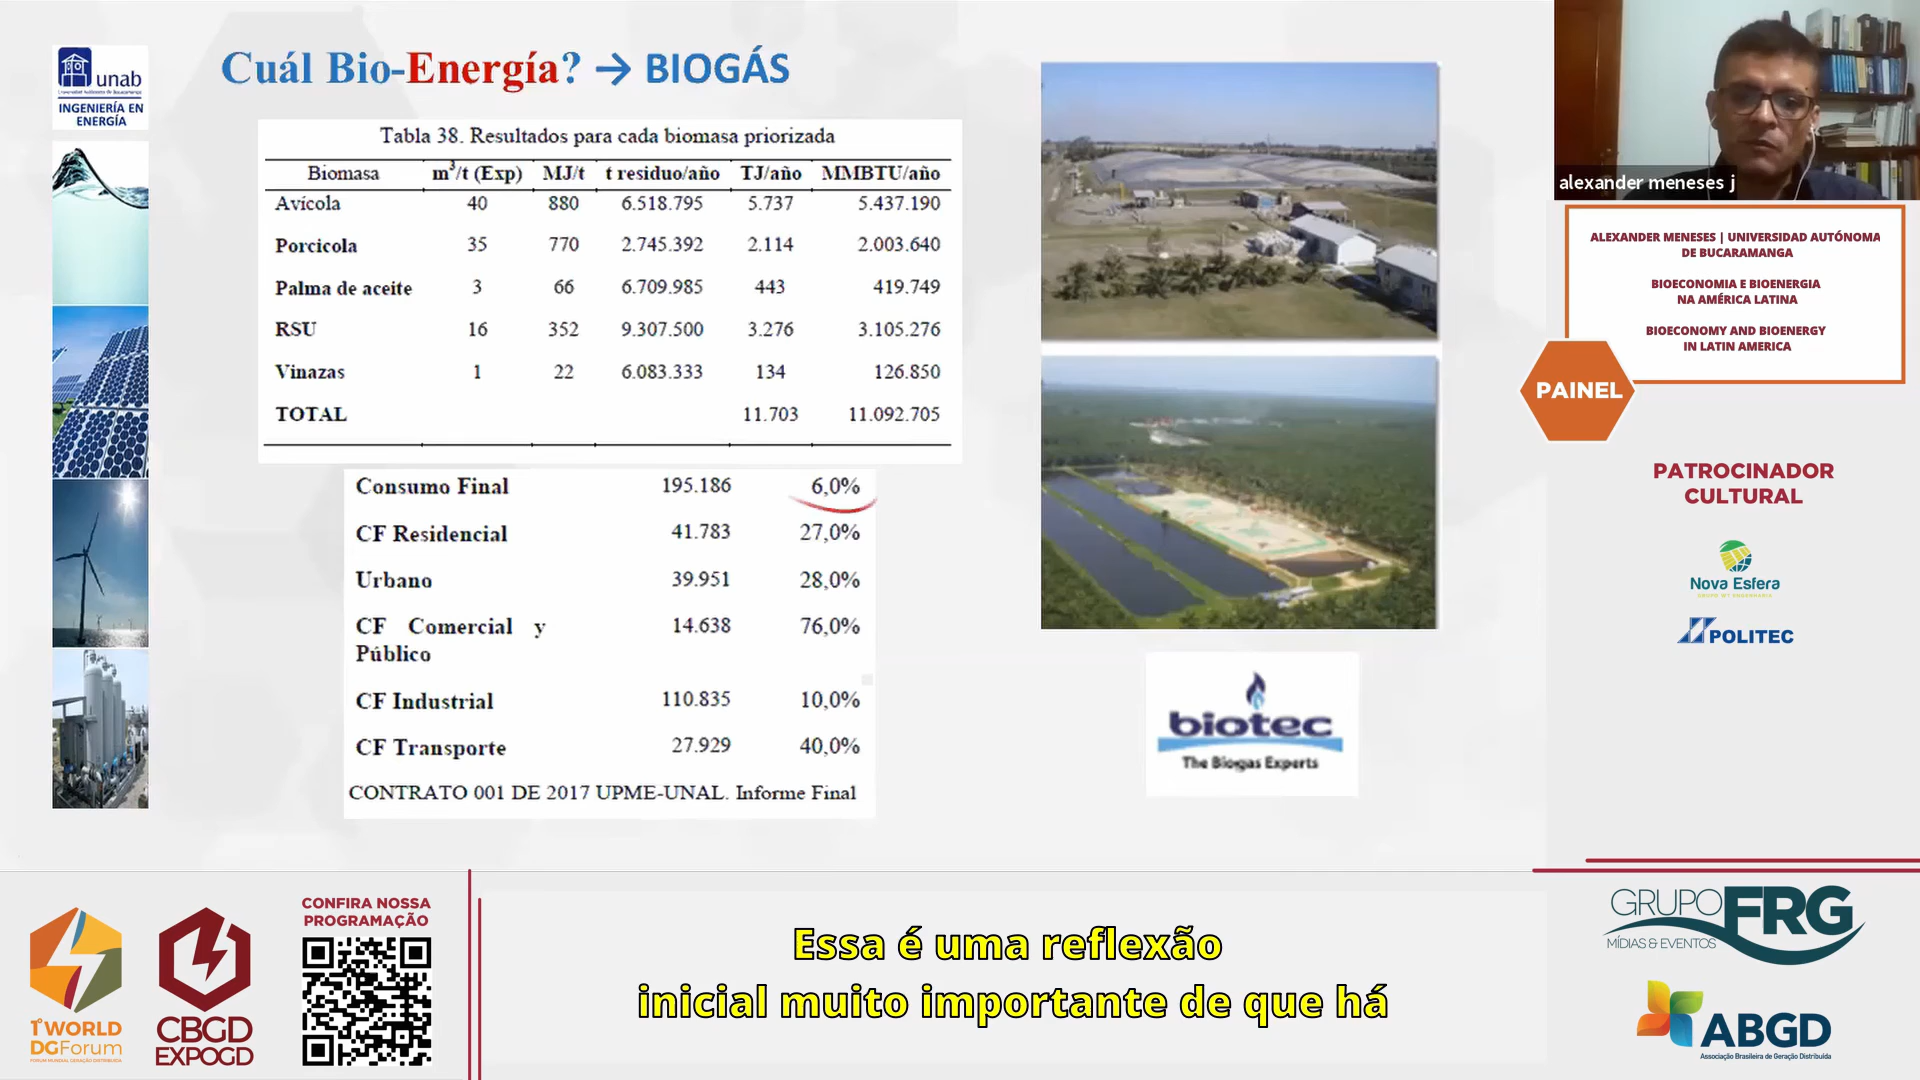 unab
INGENIERÍA EN
ENERGÍA
Cuál Bio-Energía? → BIOGÁS
Tabla 38. Resultados para cada biomasa priorizada
Biomasa m³/t (Exp) MJ/t t residuo/año TJ/año MMBTU/año
Avícola 40 880 6.518.795 5.737 5.437.190
Porcicola 35 770 2.745.392 2.114 2.003.640
Palma de aceite 3 66 6.709.985 443 419.749
RSU 16 352 9.307.500 3.276 3.105.276
Vinazas 1 22 6.083.333 134 126.850
TOTAL 11.703 11.092.705
Consumo Final 195.186 6,0%
CF Residencial 41.783 27,0%
Urbano 39.951 28,0%
CF Comercial y 14.638 76,0%
Público
CF Industrial 110.835 10,0%
CF Transporte 27.929 40,0%
CONTRATO 001 DE 2017 UPME-UNAL. Informe Final
biotec
The Biogas Experts
alexander meneses j
ALEXANDER MENESES | UNIVERSIDAD AUTÓNOMA
DE BUCARAMANGA
BIOECONOMIA E BIOENERGIA
NA AMÉRICA LATINA
BIOECONOMY AND BIOENERGY
IN LATIN AMERICA
PAINEL
PATROCINADOR
CULTURAL
Nova Esfera
GRUPO WT ENGENHARIA
POLITEC
1º WORLD
DGForum
FORUM MUNDIAL GERAÇÃO DISTRIBUÍDA
CBGD
EXPOGD
CONFIRA NOSSA
PROGRAMAÇÃO
Essa é uma reflexão
inicial muito importante de que há
GRUPO FRG
MÍDIAS & EVENTOS
ABGD
Associação Brasileira de Geração Distribuída